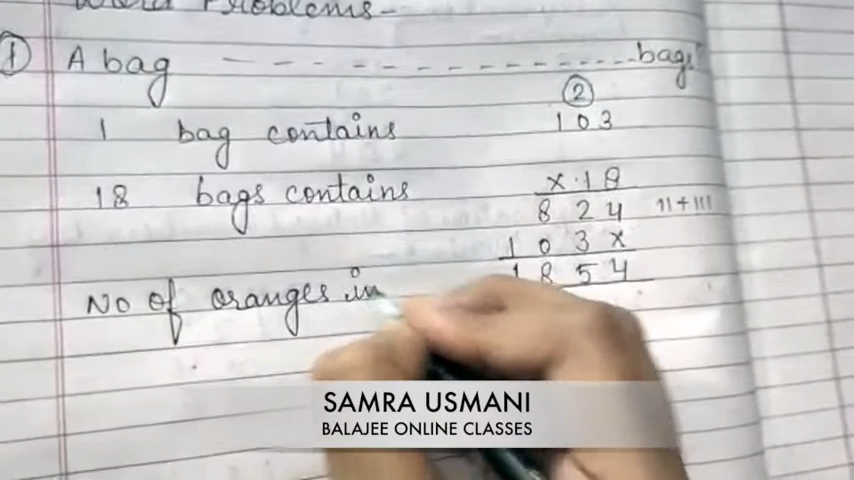 Word Problems-
① A bag - - - - - - - - - - - - - - bags"
②
1 bag contains 103
18 bags contains × 18
824 11+111
103×
1854
No of oranges in
SAMRA USMANI
BALAJEE ONLINE CLASSES